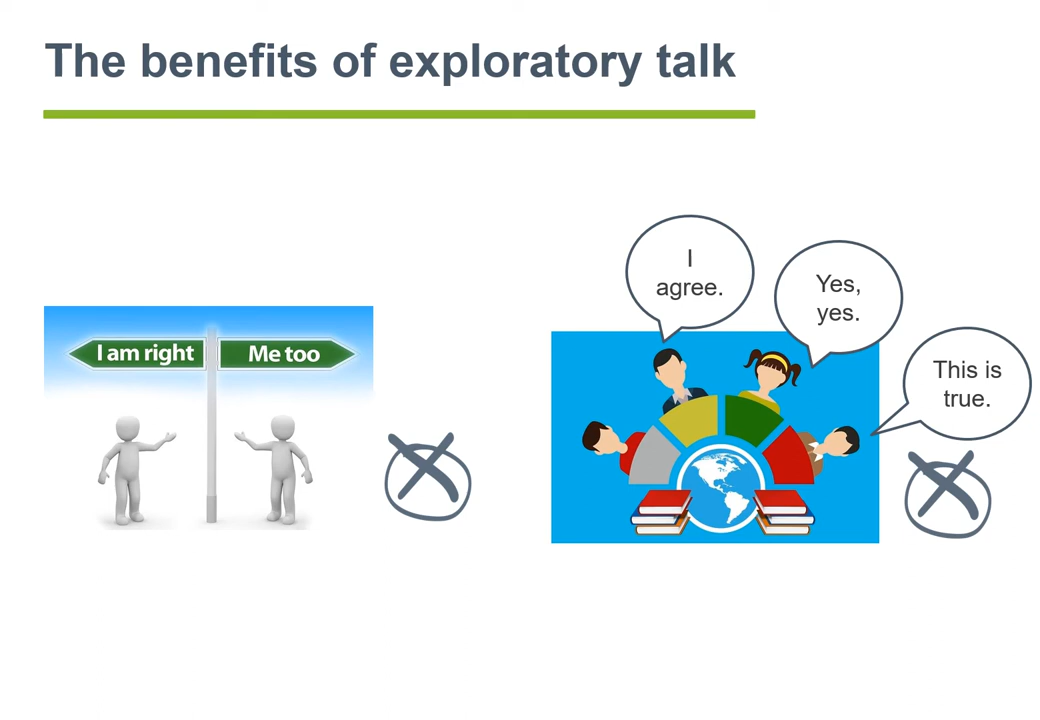 The benefits of exploratory talk
I am right
Me too
I
agree.
Yes,
yes.
This is
true.